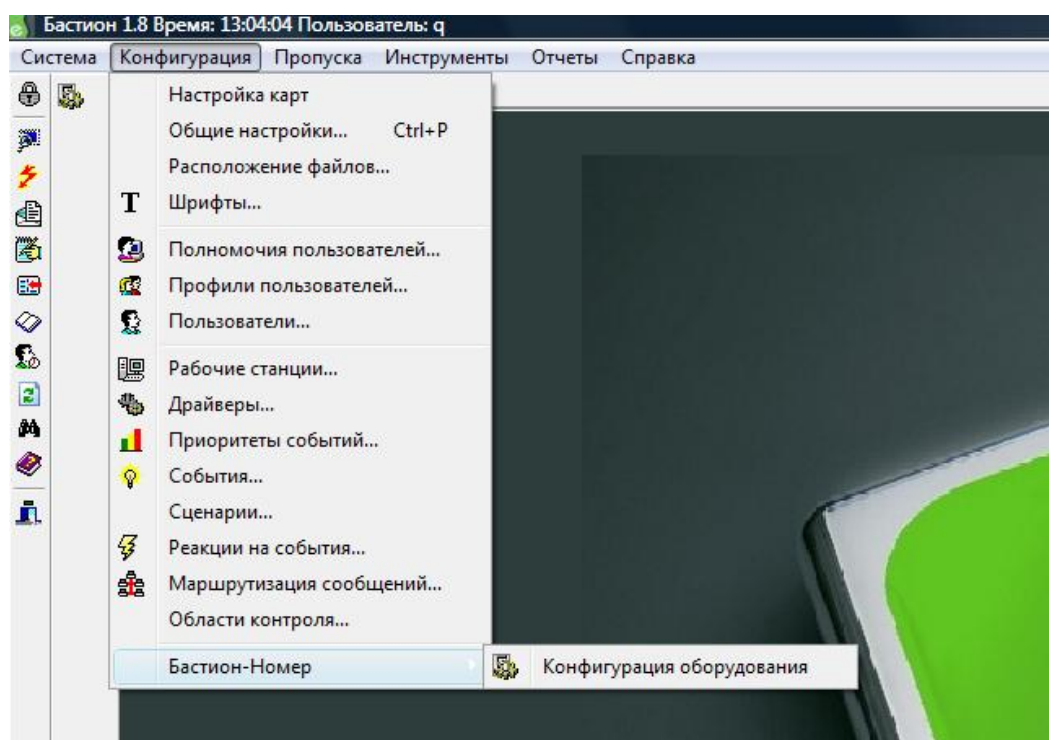 Бастион 1.8 Время: 13:04:04 Пользователь: q
Система Конфигурация Пропуска Инструменты Отчеты Справка
Настройка карт
Общие настройки... Ctrl+P
Расположение файлов...
Шрифты...
Полномочия пользователей...
Профили пользователей...
Пользователи...
Рабочие станции...
Драйверы...
Приоритеты событий...
События...
Сценарии...
Реакции на события...
Маршрутизация сообщений...
Области контроля...
Бастион-Номер Конфигурация оборудования